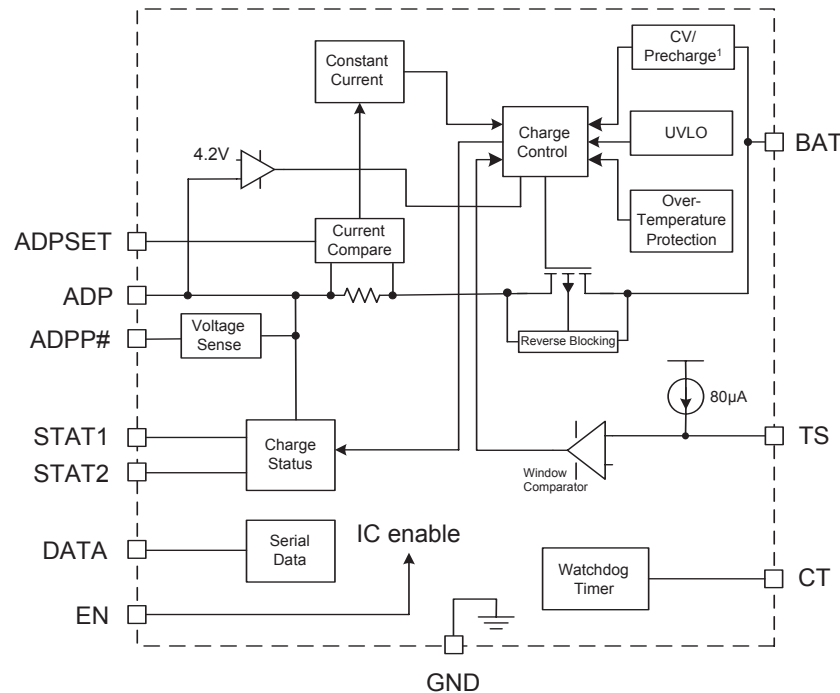 Constant
Current
CV/
Precharge¹
Charge
Control
UVLO
BAT
4.2V
Over-
Temperature
Protection
ADPSET
Current
Compare
ADP
ADPP#
Voltage
Sense
Reverse Blocking
80µA
STAT1
STAT2
Charge
Status
TS
Window
Comparator
DATA
Serial
Data
IC enable
Watchdog
Timer
CT
EN
GND